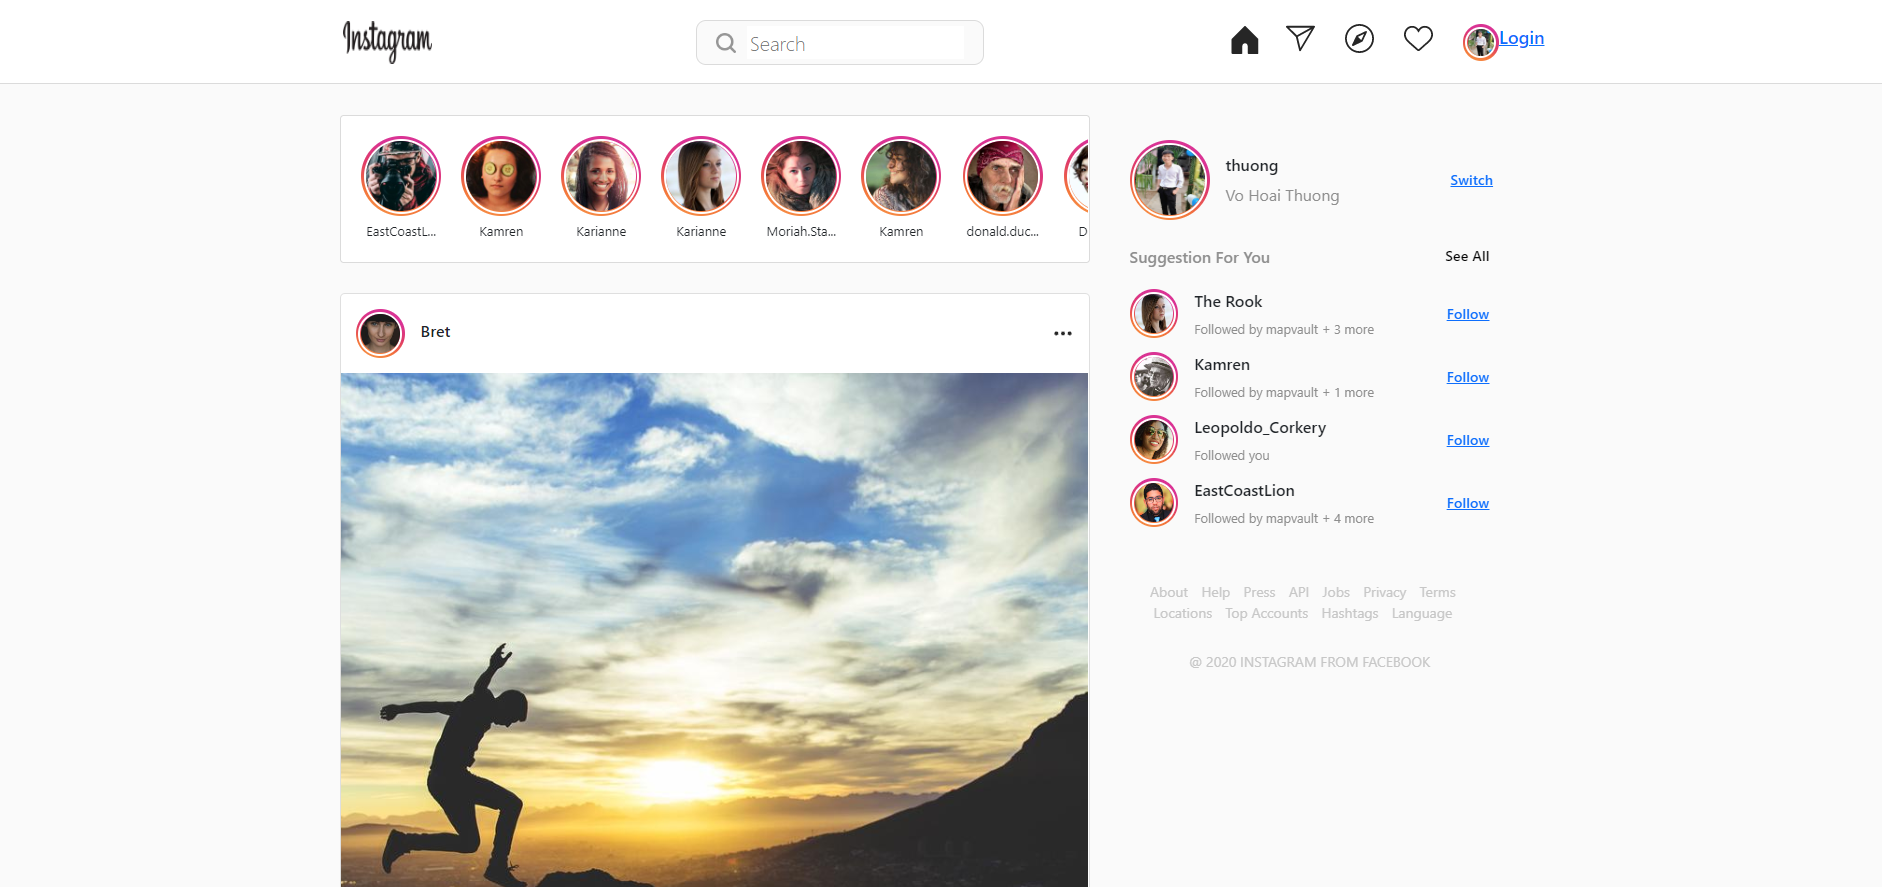 Instagram
Search
Login
EastCoastL...
Kamren
Karianne
Karianne
Moriah.Sta...
Kamren
donald.duc...
D
Bret
thuong
Vo Hoai Thuong
Switch
Suggestion For You
See All
The Rook
Followed by mapvault + 3 more
Follow
Kamren
Followed by mapvault + 1 more
Follow
Leopoldo_Corkery
Followed you
Follow
EastCoastLion
Followed by mapvault + 4 more
Follow
About Help Press API Jobs Privacy Terms
Locations Top Accounts Hashtags Language
@ 2020 INSTAGRAM FROM FACEBOOK